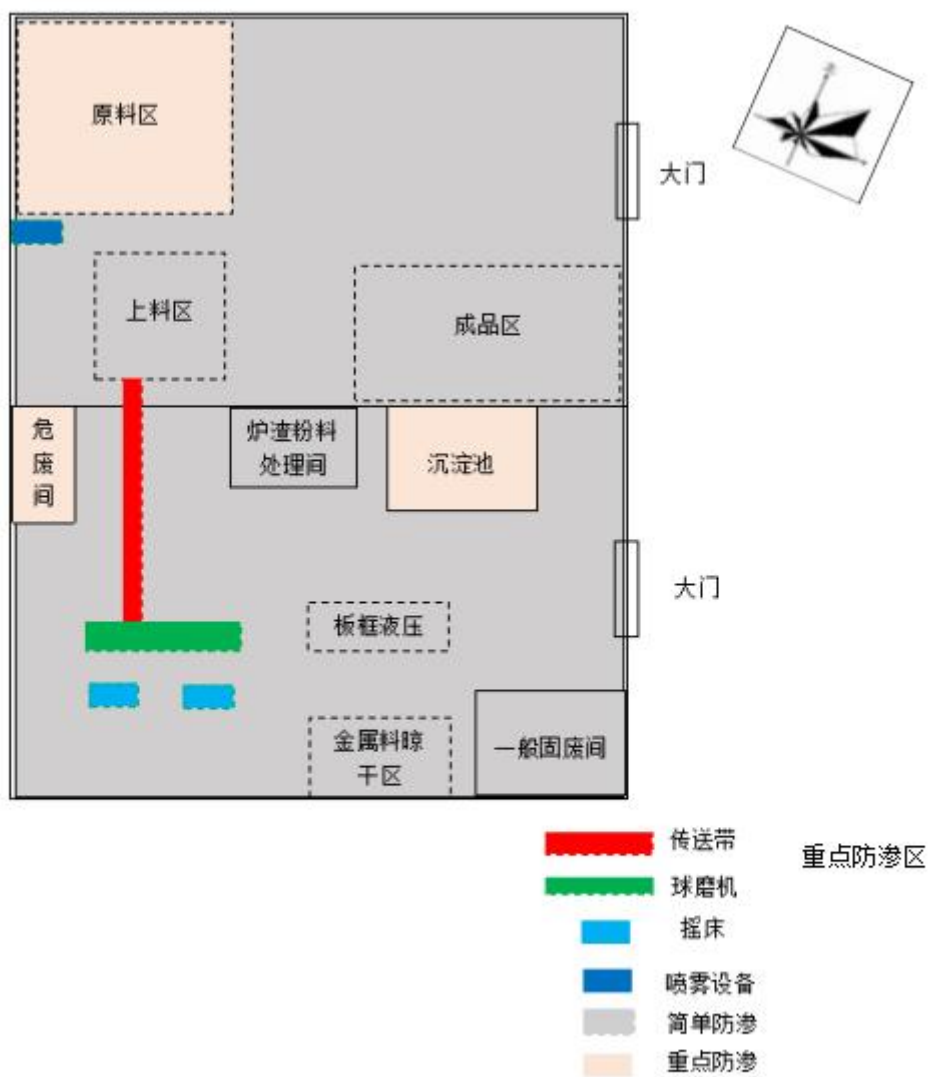 原料区
大门
上料区
成品区
危
废
间
炉渣粉料
处理间
沉淀池
大门
板框液压
金属料晾
干区
一般固废间
传送带
重点防渗区
球磨机
摇床
喷雾设备
简单防渗
重点防渗